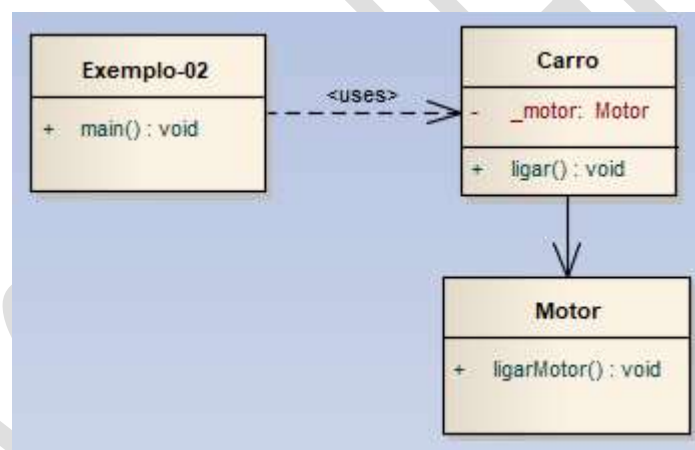 Exemplo-02
+ main() : void
<uses>
Carro
- _motor: Motor
+ ligar() : void
Motor
+ ligarMotor() : void